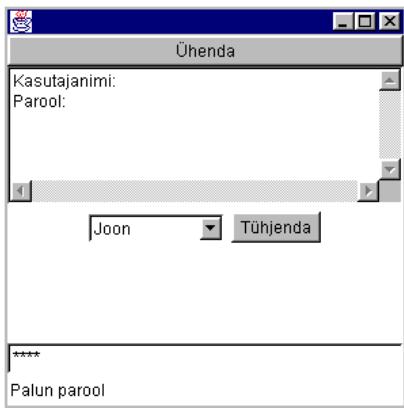 Ühenda
Kasutajanimi:
Parool:
Joon
Tühjenda
****
Palun parool